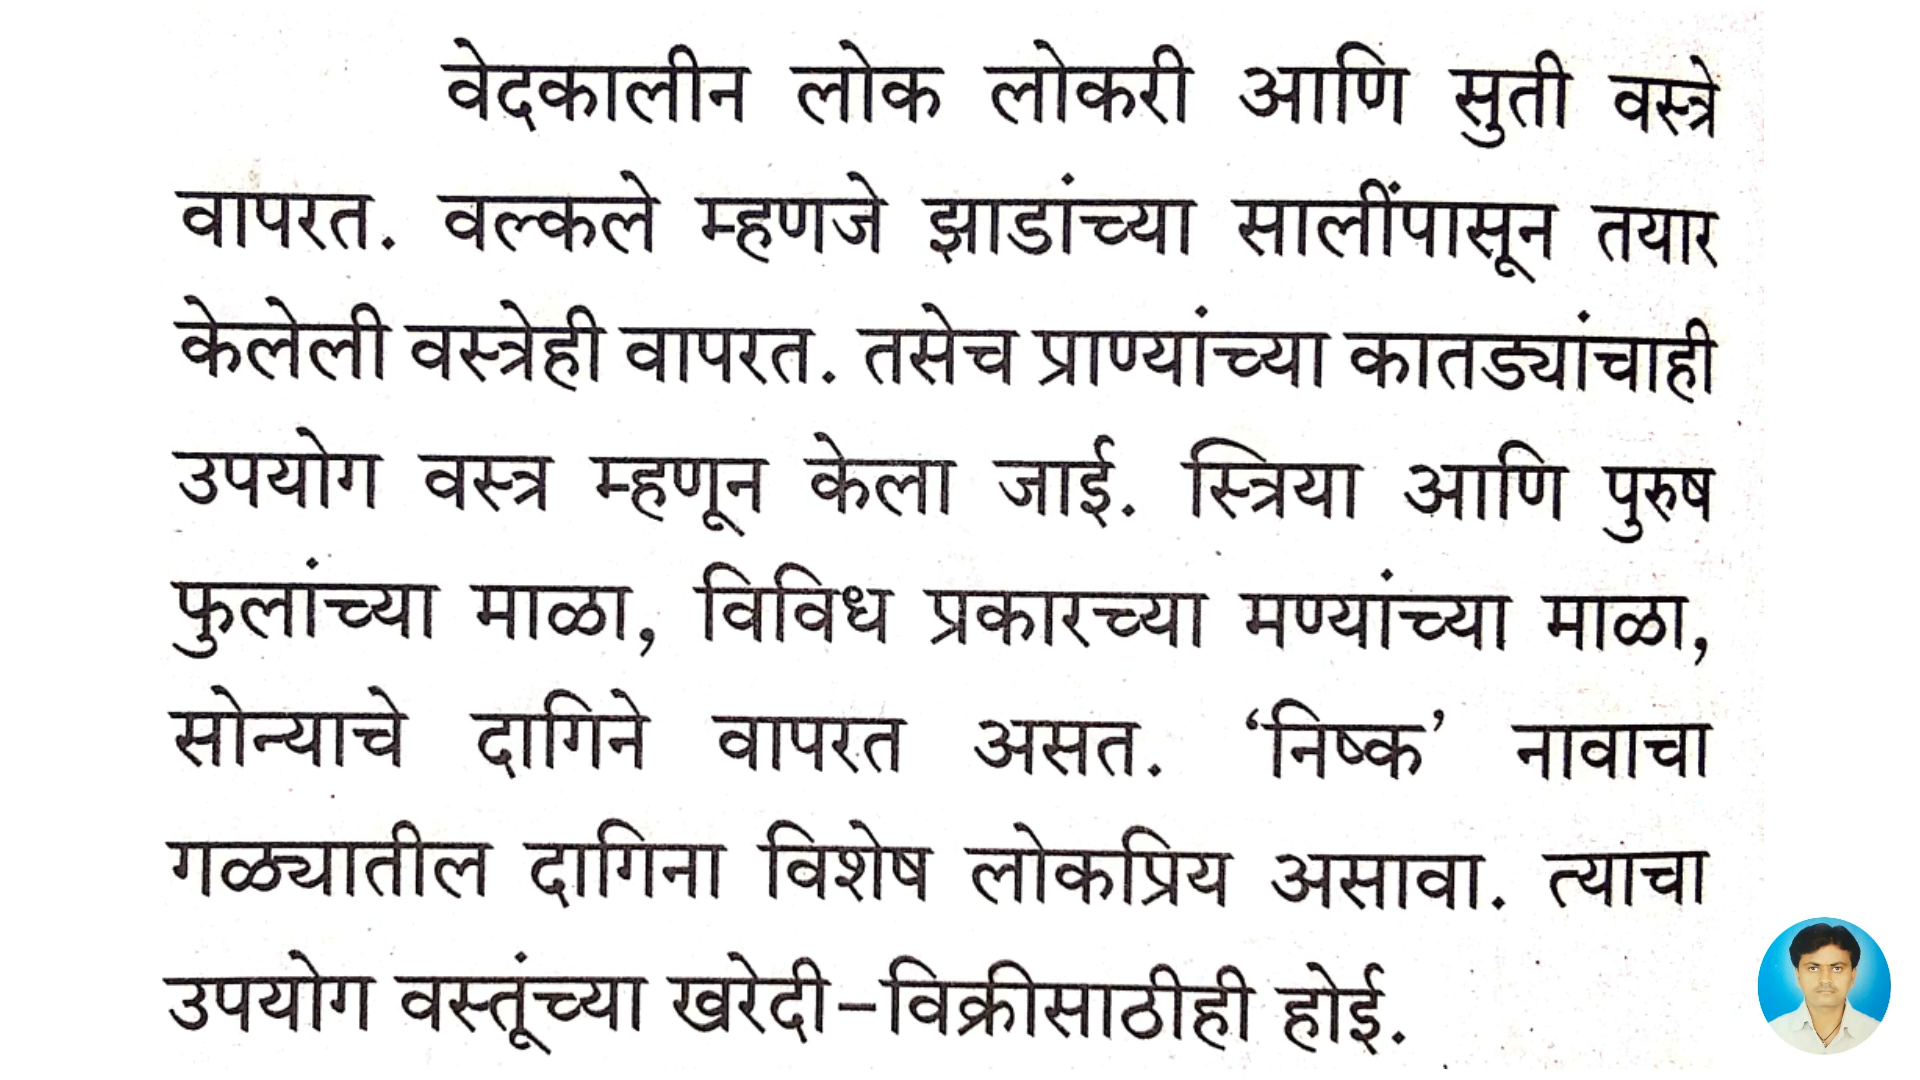 वेदकालीन लोक लोकरी आणि सुती वस्त्रे
वापरत. वल्कले म्हणजे झाडांच्या सालींपासून तयार
केलेली वस्त्रेही वापरत. तसेच प्राण्यांच्या कातड्यांचाही
उपयोग वस्त्र म्हणून केला जाई. स्त्रिया आणि पुरुष
फुलांच्या माळा, विविध प्रकारच्या मण्यांच्या माळा,
सोन्याचे दागिने वापरत असत. ‘निष्क’ नावाचा
गळ्यातील दागिना विशेष लोकप्रिय असावा. त्याचा
उपयोग वस्तूंच्या खरेदी-विक्रीसाठीही होई.